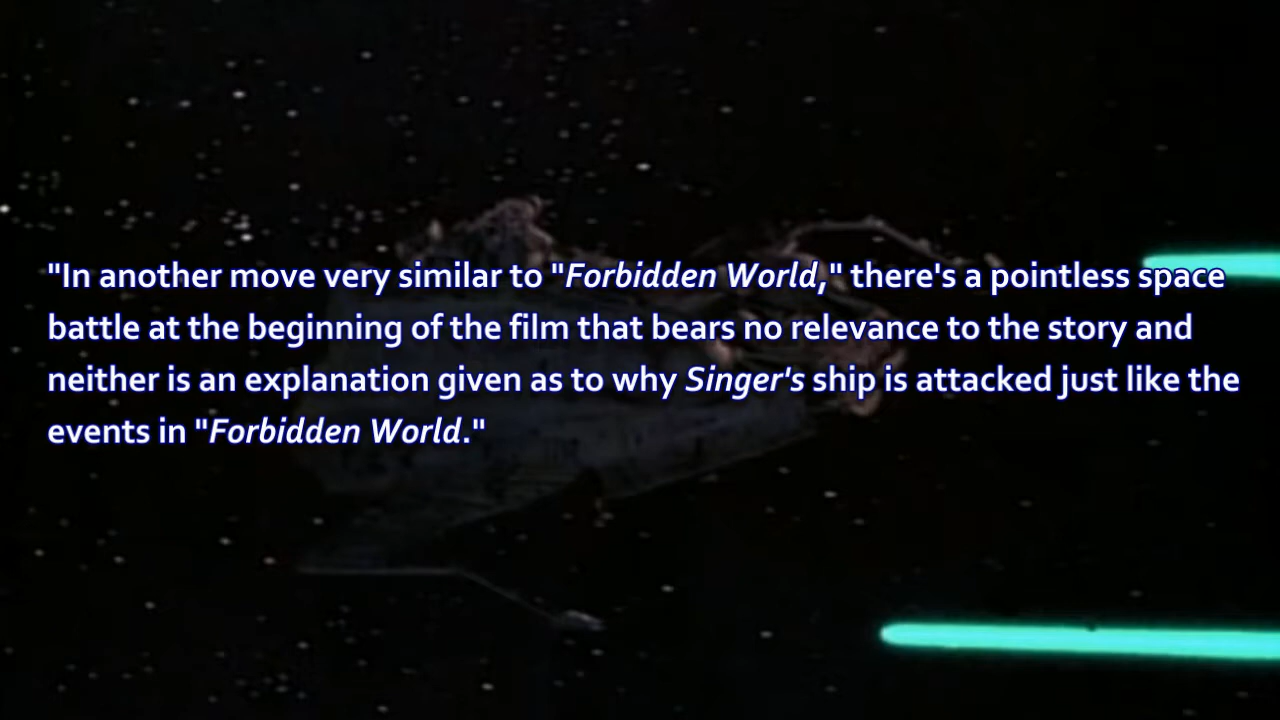 "In another move very similar to "Forbidden World," there's a pointless space
battle at the beginning of the film that bears no relevance to the story and
neither is an explanation given as to why Singer's ship is attacked just like the
events in "Forbidden World."